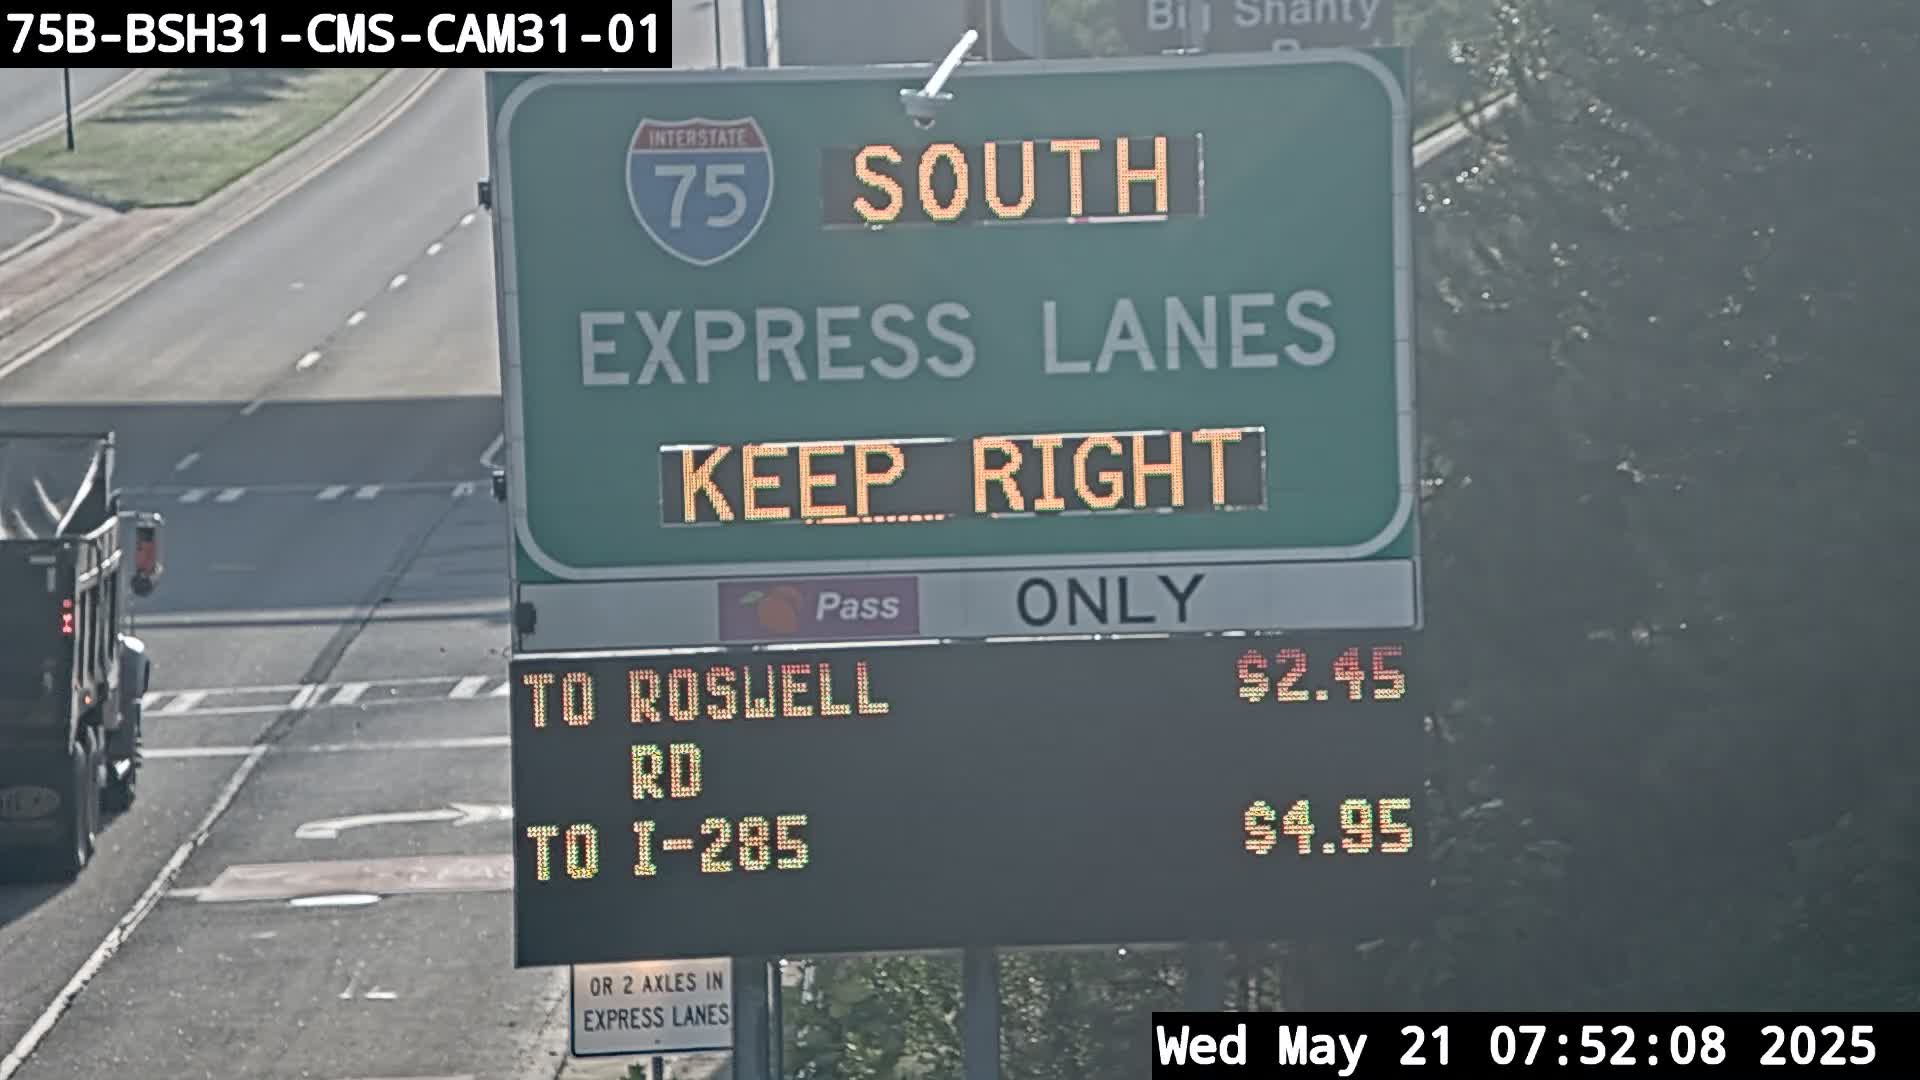 75B-BSH31-CMS-CAM31-01
Big Shanty
INTERSTATE
75
SOUTH
EXPRESS LANES
KEEP RIGHT
Pass
ONLY
TO ROSWELL $2.45
RD
TO I-285 $4.95
OR 2 AXLES IN
EXPRESS LANES
Wed May 21 07:52:08 2025